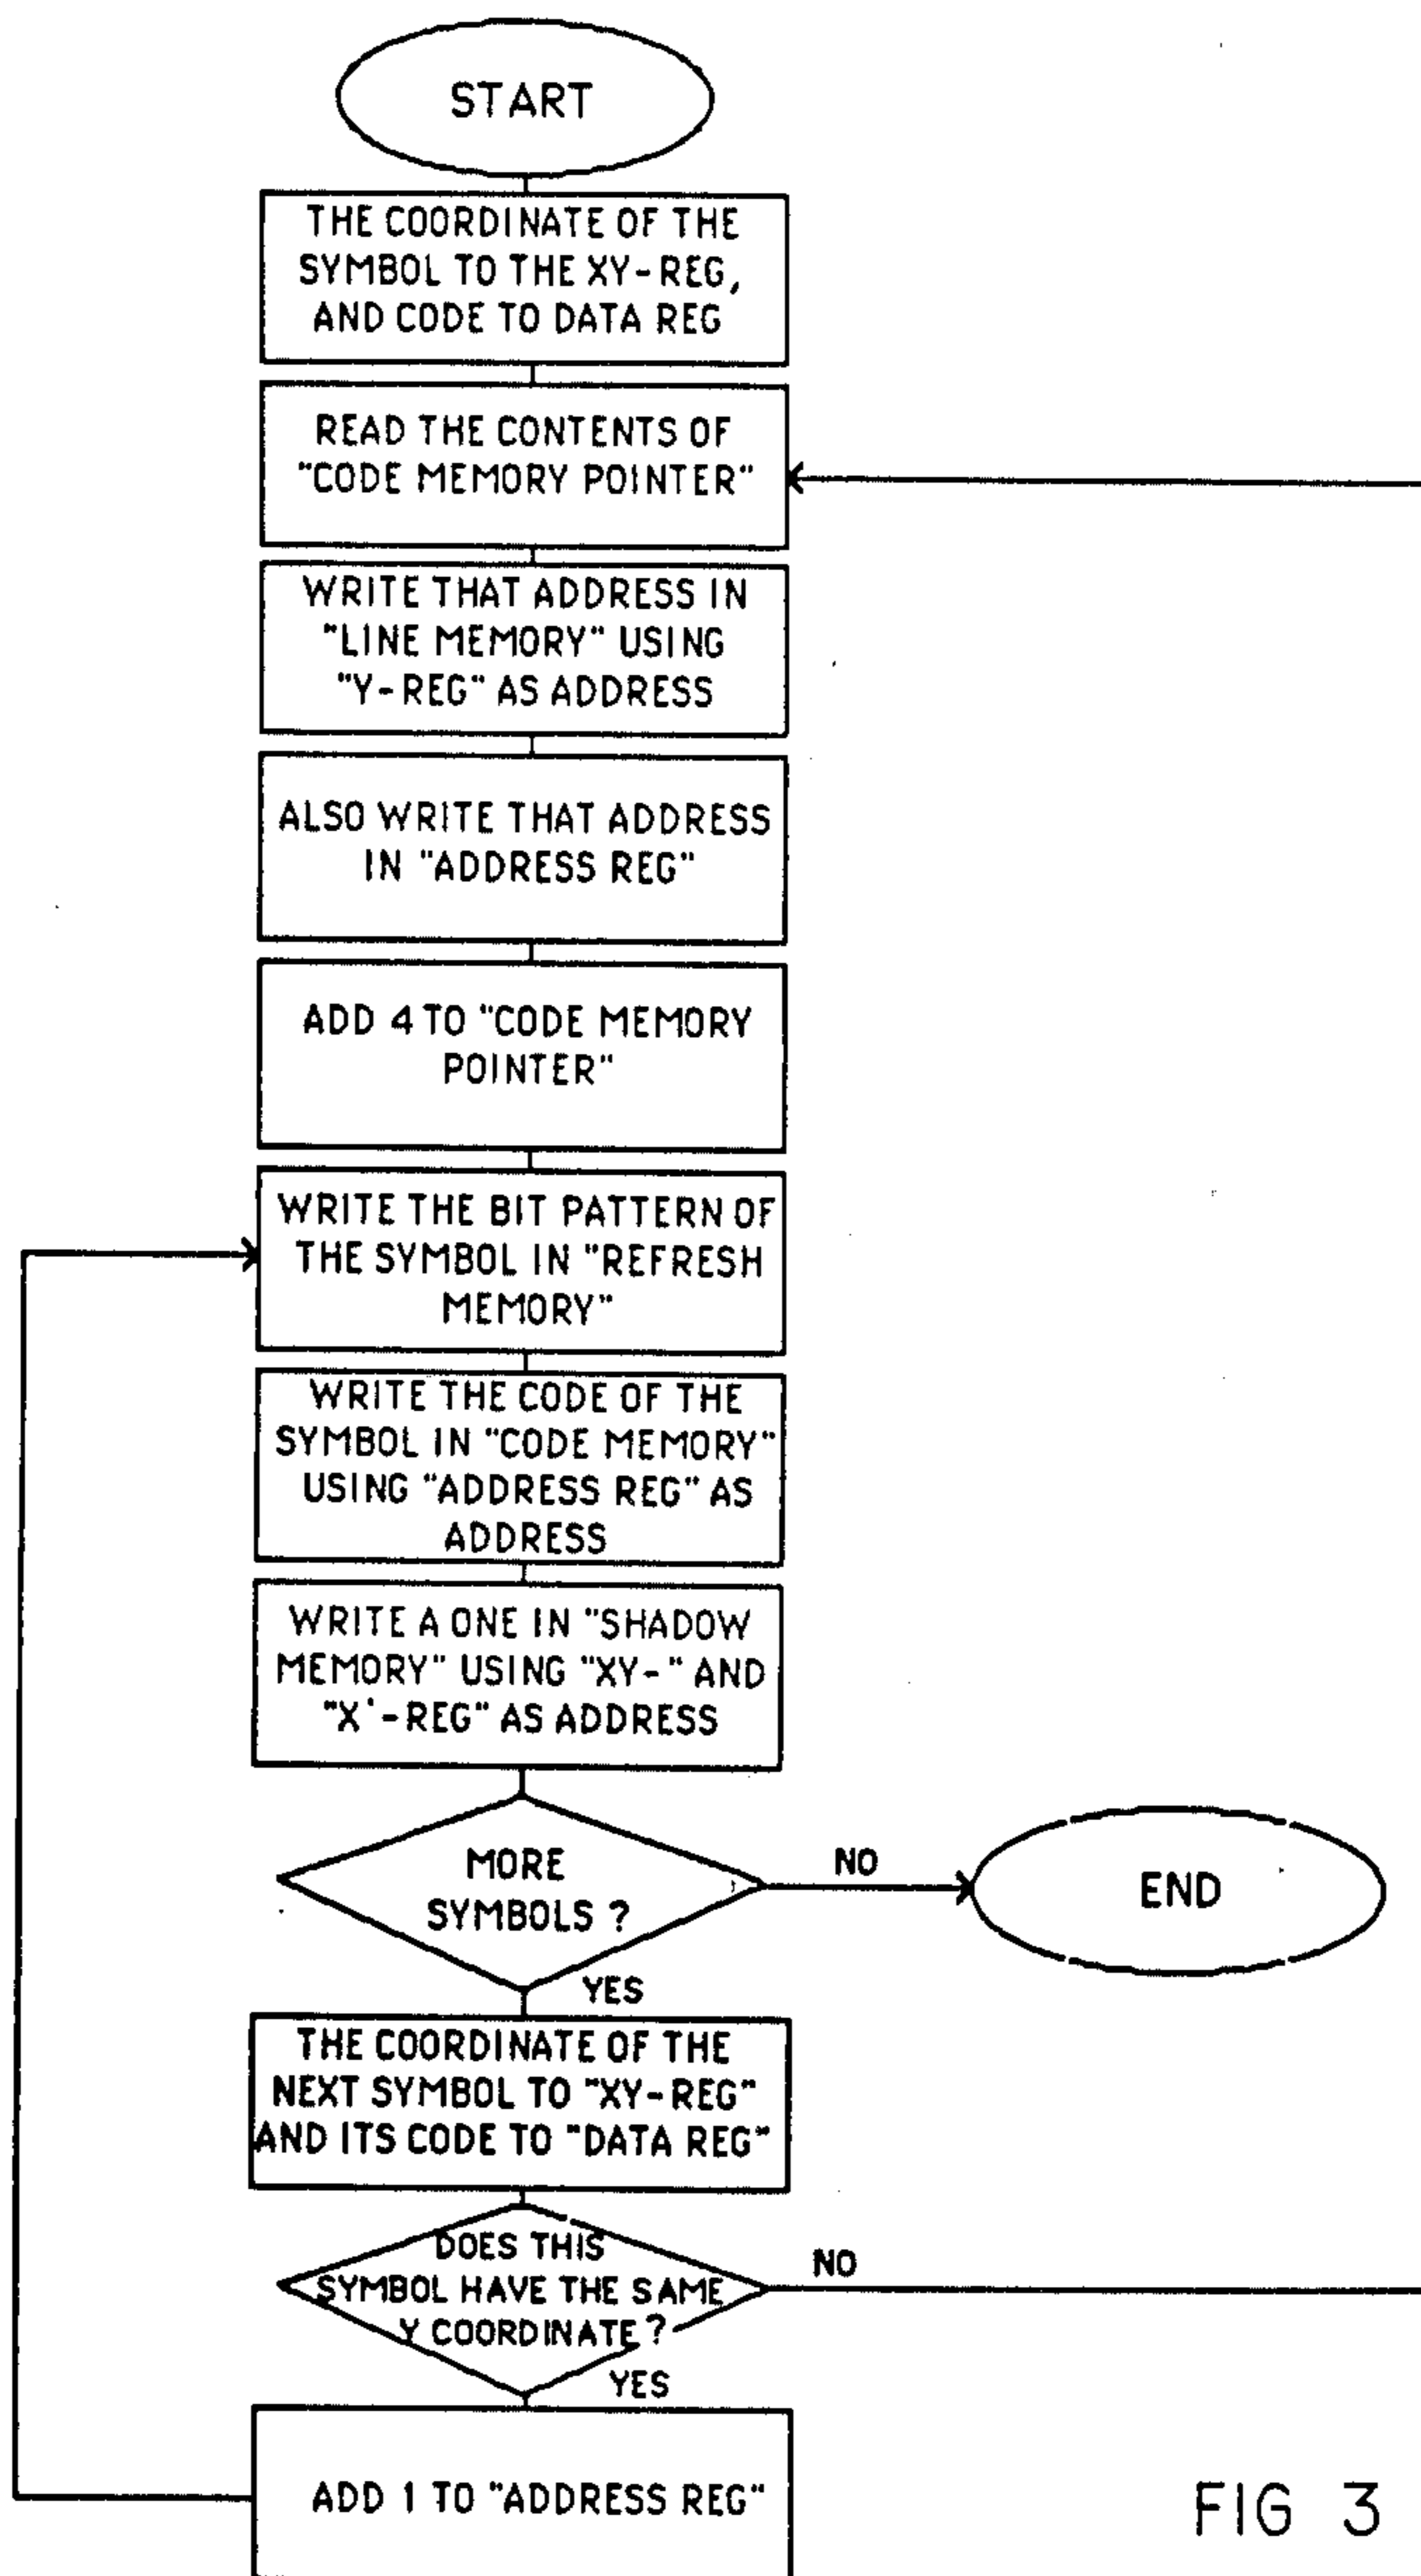 START
THE COORDINATE OF THE
SYMBOL TO THE XY-REG,
AND CODE TO DATA REG
READ THE CONTENTS OF
"CODE MEMORY POINTER"
WRITE THAT ADDRESS IN
"LINE MEMORY" USING
"Y-REG" AS ADDRESS
ALSO WRITE THAT ADDRESS
IN "ADDRESS REG"
ADD 4 TO "CODE MEMORY
POINTER"
WRITE THE BIT PATTERN OF
THE SYMBOL IN "REFRESH
MEMORY"
WRITE THE CODE OF THE
SYMBOL IN "CODE MEMORY"
USING "ADDRESS REG" AS
ADDRESS
WRITE A ONE IN "SHADOW
MEMORY" USING "XY-" AND
"X'-REG" AS ADDRESS
MORE
SYMBOLS ?
NO
END
YES
THE COORDINATE OF THE
NEXT SYMBOL TO "XY-REG"
AND ITS CODE TO "DATA REG"
DOES THIS
SYMBOL HAVE THE SAME
Y COORDINATE?
NO
YES
ADD 1 TO "ADDRESS REG"
FIG 3